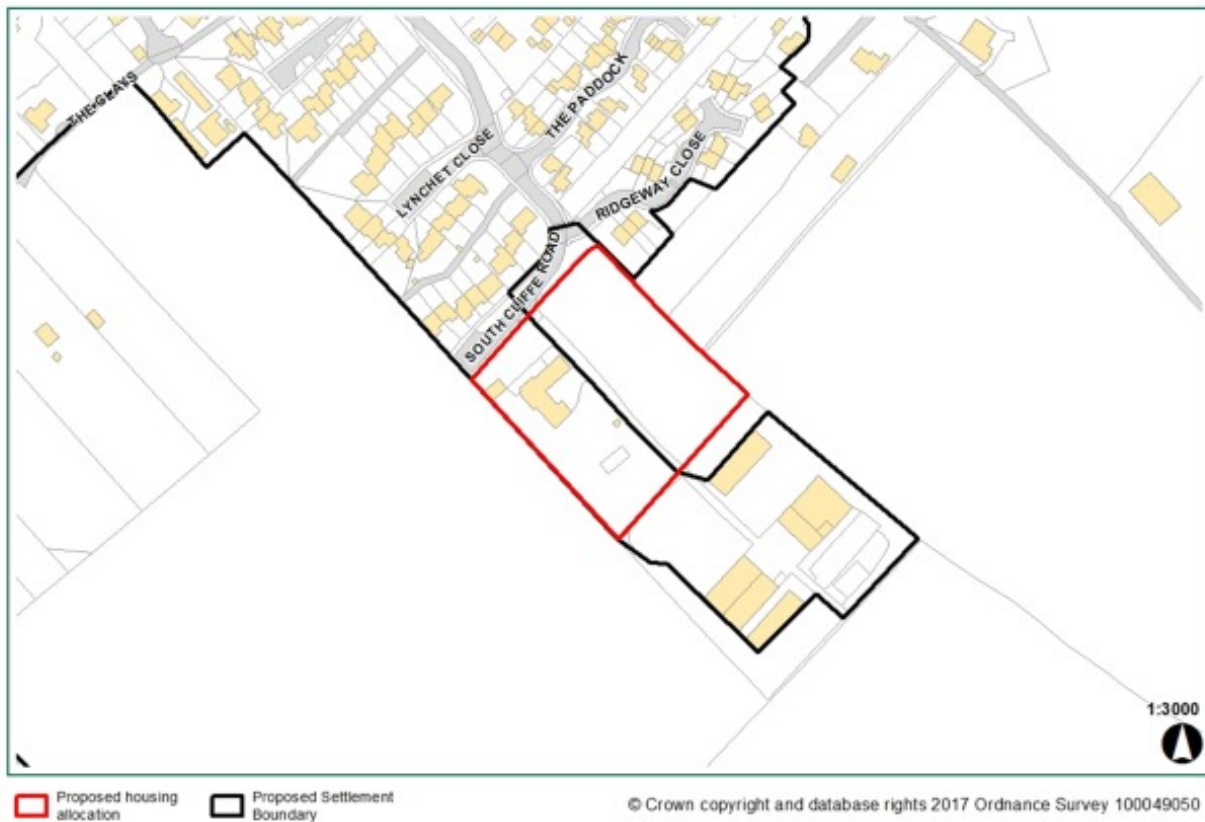 THE GLAYS
THE PADDOCK
LYNCHET CLOSE
RIDGEWAY CLOSE
SOUTH CLIFFE ROAD
1:3000
Proposed housing
allocation
Proposed Settlement
Boundary
© Crown copyright and database rights 2017 Ordnance Survey 100049050